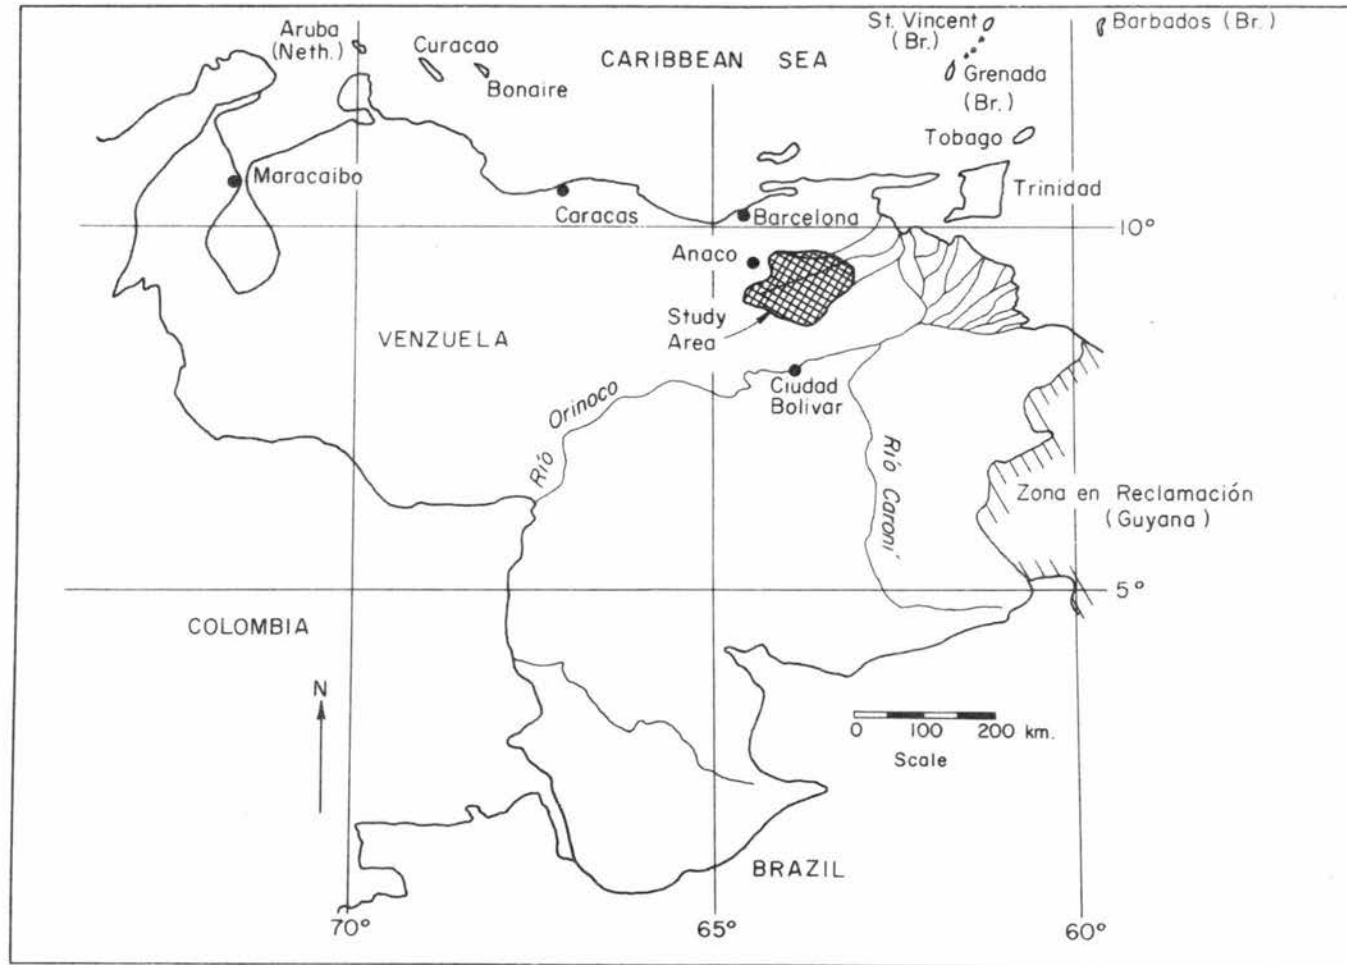 St. Vincent
(Br.)
Barbados (Br.)
Aruba
(Neth.)
Curacao
Bonaire
CARIBBEAN SEA
Grenada
(Br.)
Tobago
Maracaibo
Trinidad
Caracas
Barcelona
10°
Anaco
Study
Area
VENZUELA
Ciudad
Bolivar
Río Orinoco
Río Caroní
Zona en Reclamación
(Guyana)
5°
COLOMBIA
N
0 100 200 km.
Scale
BRAZIL
70°
65°
60°